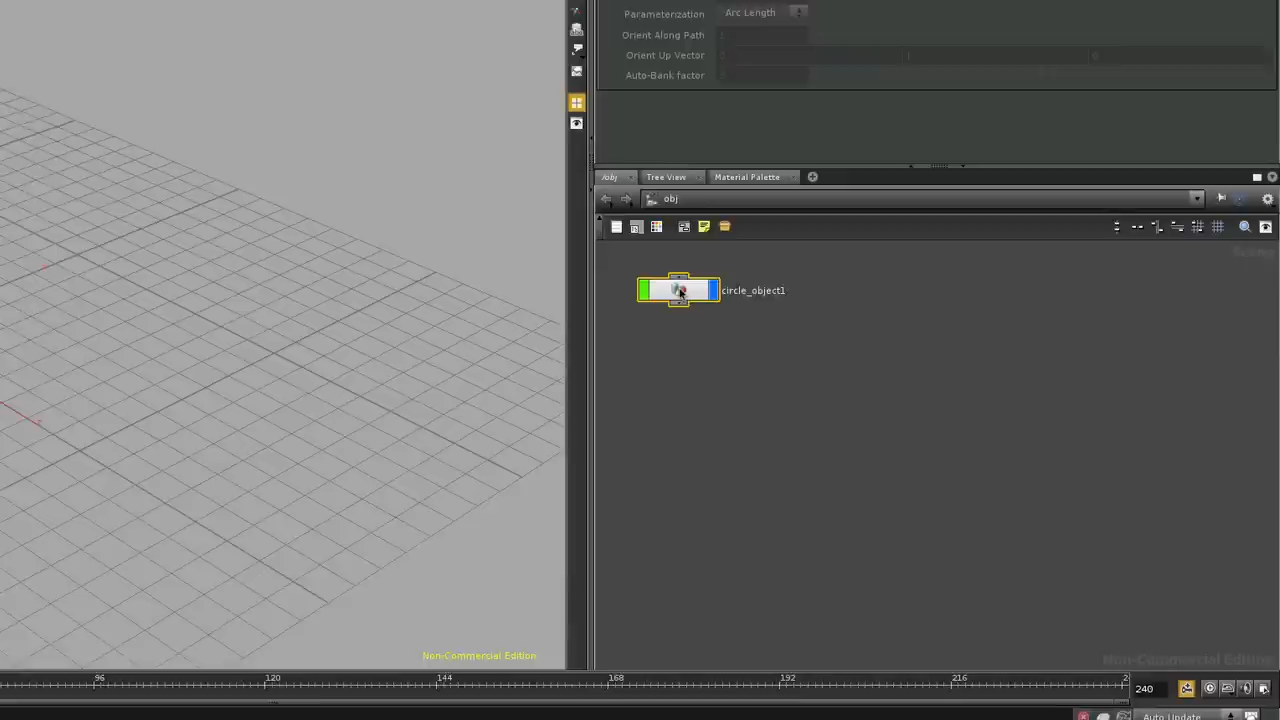 Parameterization Arc Length
Orient Along Path
Orient Up Vector
Auto-Bank factor
/obj Tree View Material Palette
obj
circle_object1
Non-Commercial Edition
Non-Commercial Edition
96 120 144 168 192 216 2
240
Auto Update